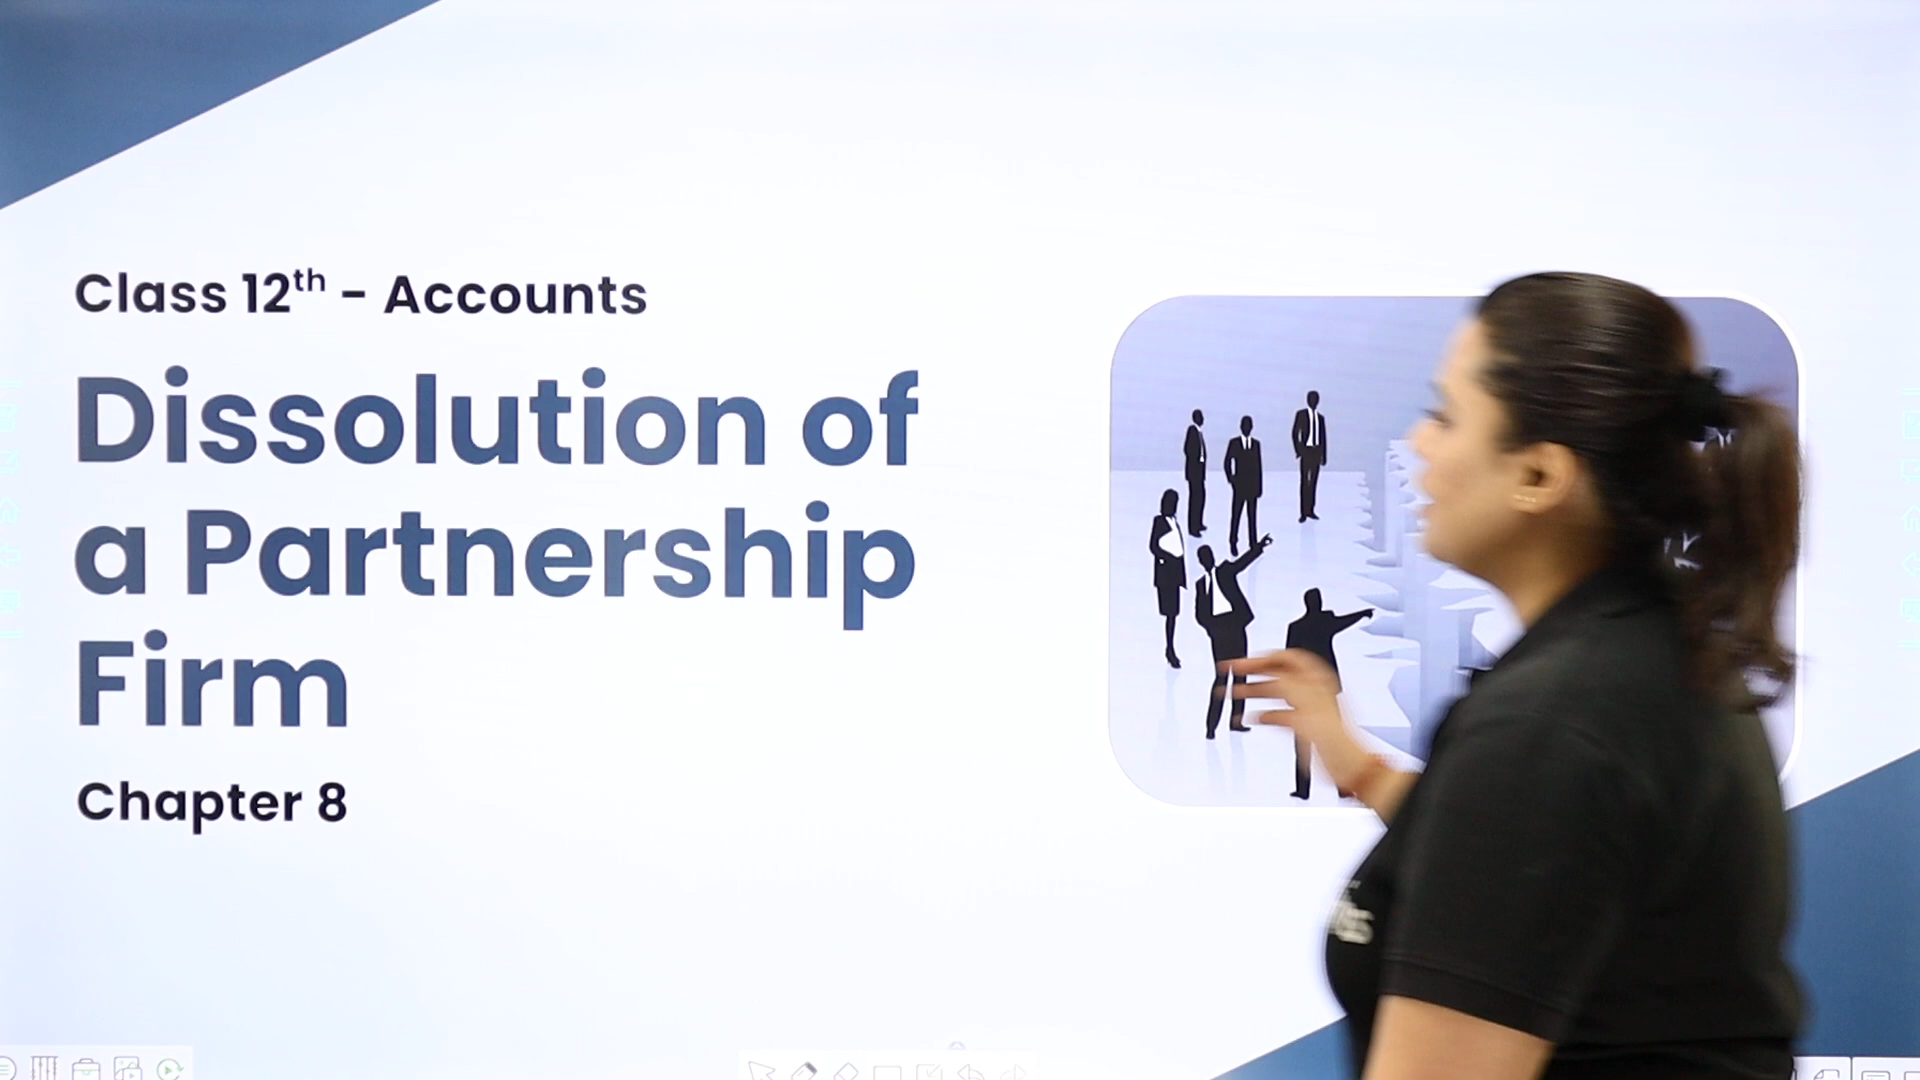 Class 12th - Accounts
Dissolution of
a Partnership
Firm
Chapter 8